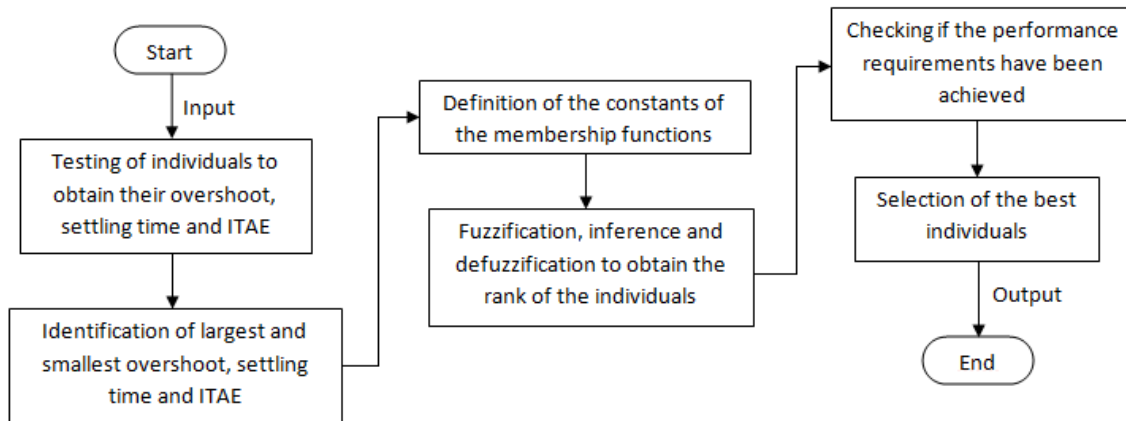 Start
Input
Testing of individuals to
obtain their overshoot,
settling time and ITAE
Identification of largest and
smallest overshoot, settling
time and ITAE
Definition of the constants of
the membership functions
Fuzzification, inference and
defuzzification to obtain the
rank of the individuals
Checking if the performance
requirements have been
achieved
Selection of the best
individuals
Output
End